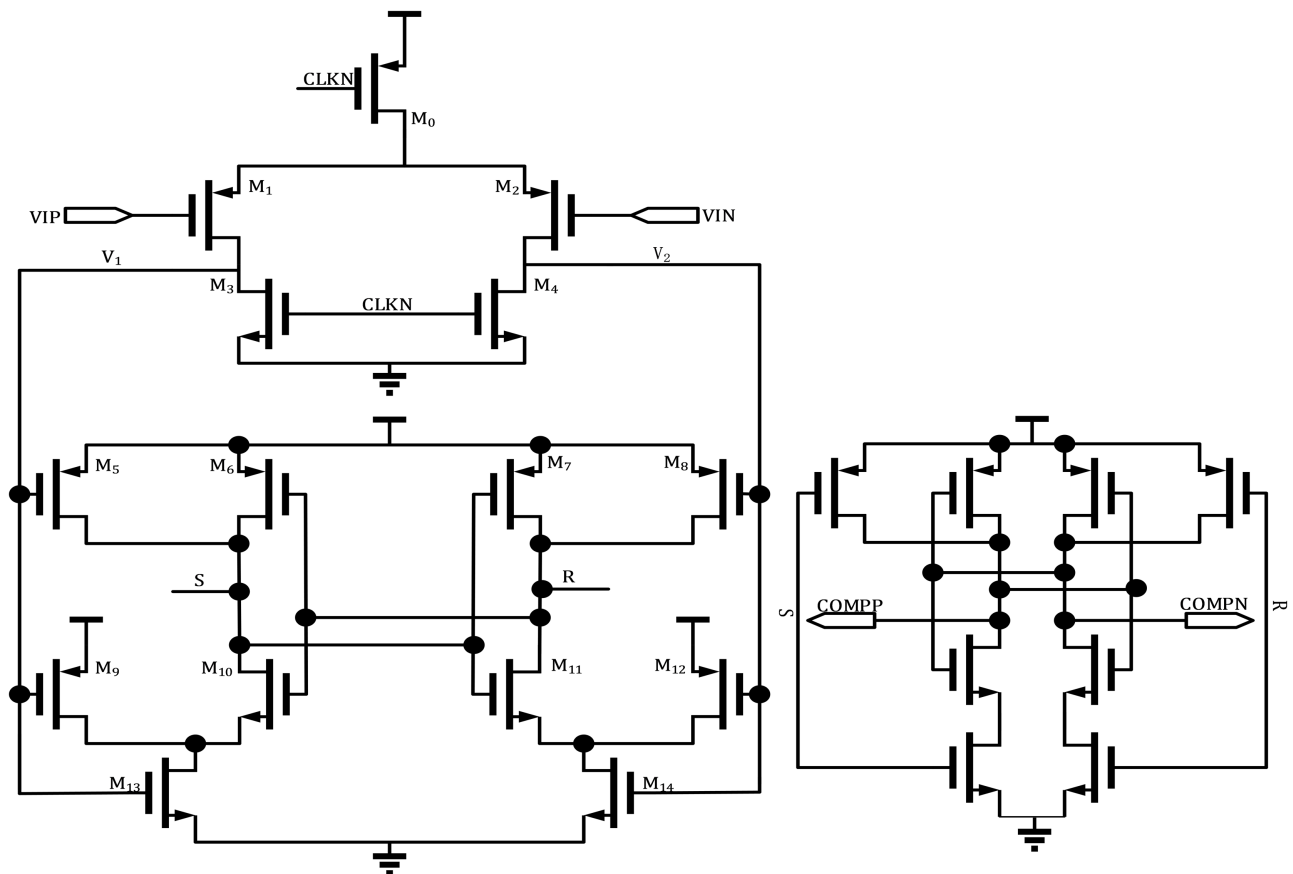 CLKN
M₀
M₁
M₂
VIP
VIN
V₁
V₂
M₃
CLKN
M₄
M₅
M₆
M₇
M₈
S
R
M₉
M₁₀
M₁₁
M₁₂
M₁₃
M₁₄
S
COMPP
COMPN
R